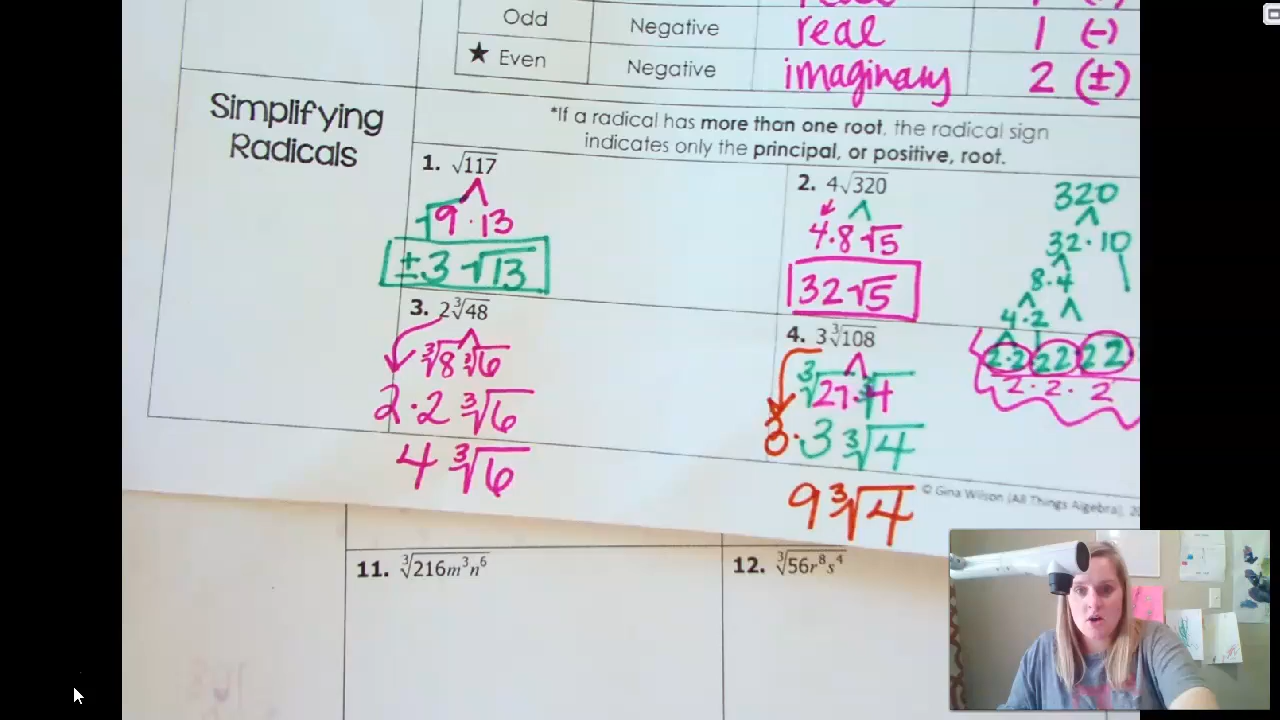 real
Odd Negative real 1 (-)
★ Even Negative imaginary 2 (±)
Simplifying
Radicals
*If a radical has more than one root, the radical sign
indicates only the principal, or positive, root.
1. √117
√9·13
±3√13
2. 4√320
4·8√5
32√5
320
32·10
8·4
4·2
2·2 2 2 2 2
2·2·2
3. 2∛48
∛8 ∛6
2·2 ∛6
4 ∛6
4. 3∛108
∛27·∛4
3·3 ∛4
9∛4
© Gina Wilson (All Things Algebra), 20
11. ∛216m³n⁶
12. ∛56r⁸s⁴